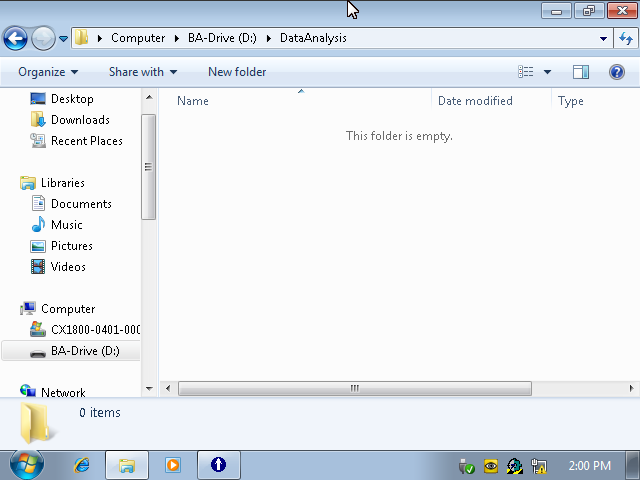 Computer BA-Drive (D:) DataAnalysis
Organize Share with New folder
Desktop
Downloads
Recent Places
Libraries
Documents
Music
Pictures
Videos
Computer
CX1800-0401-000
BA-Drive (D:)
Network
Name Date modified Type
This folder is empty.
0 items
2:00 PM